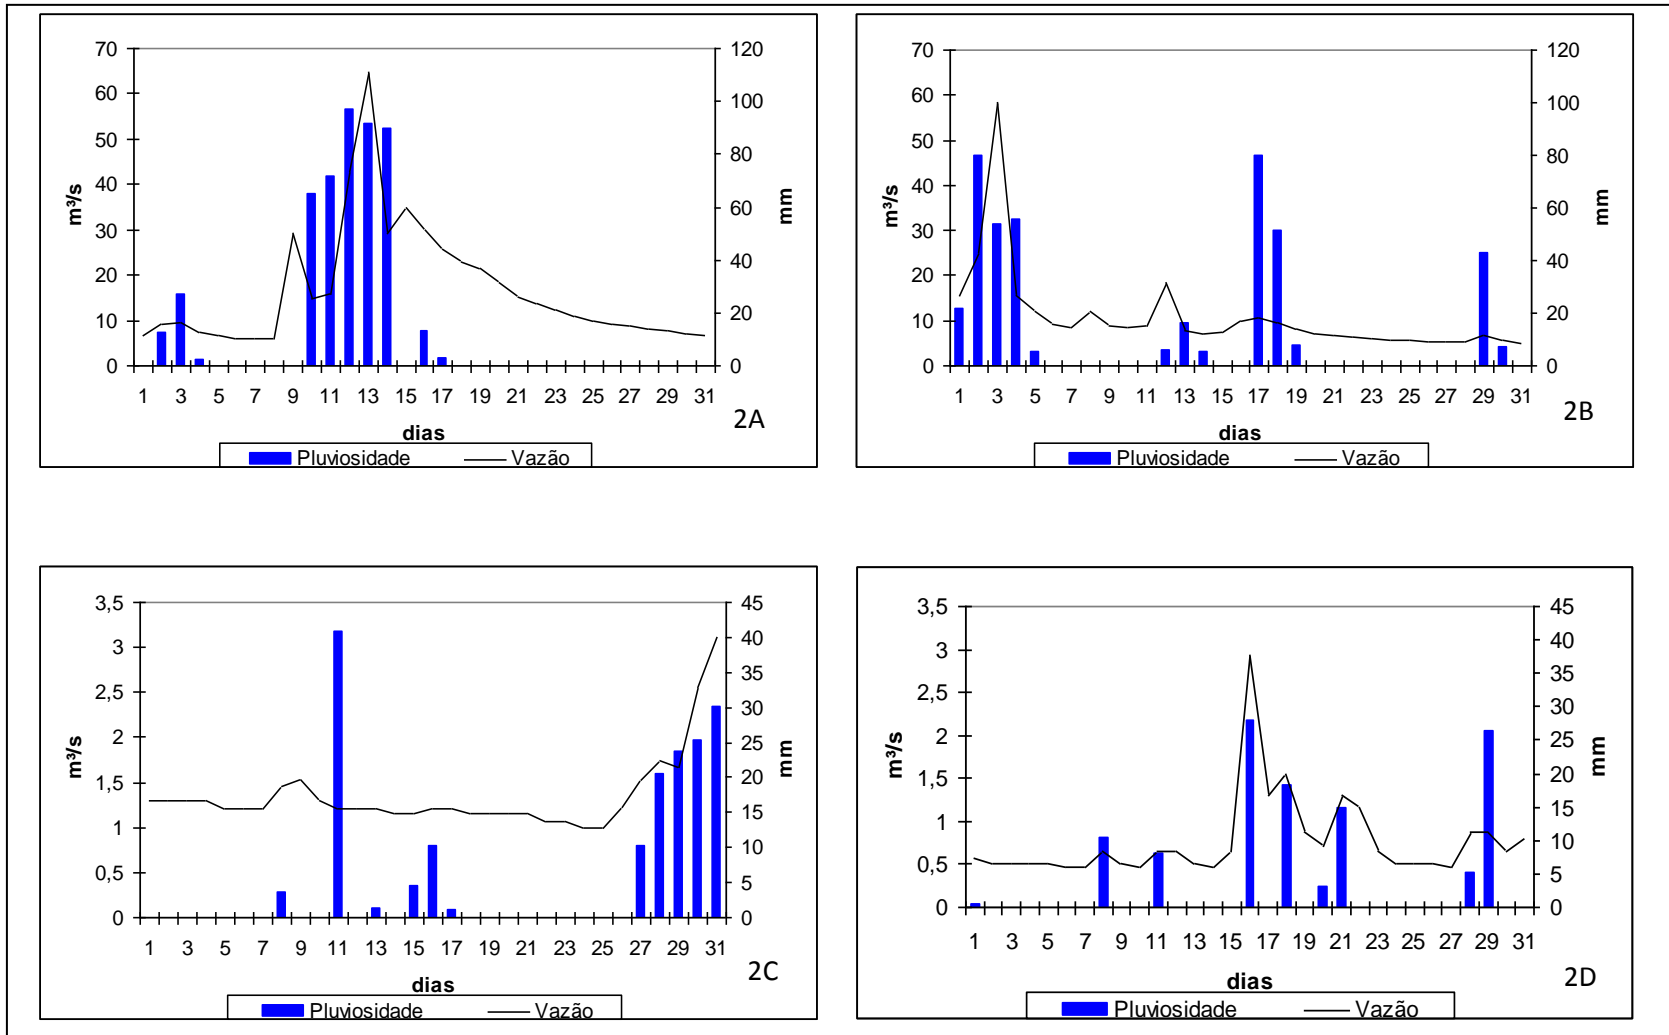 70 120
60 100
50 80
40
30 60
20 40
10 20
0 0
m³/s
mm
1 3 5 7 9 11 13 15 17 19 21 23 25 27 29 31
2A
dias
Pluviosidade Vazão
70 120
60 100
50 80
40
30 60
20 40
10 20
0 0
m³/s
mm
1 3 5 7 9 11 13 15 17 19 21 23 25 27 29 31
2B
dias
Pluviosidade Vazão
3,5 45
3 40
35
2,5 30
2 25
1,5 20
1 15
10
0,5 5
0 0
m³/s
mm
1 3 5 7 9 11 13 15 17 19 21 23 25 27 29 31
2C
dias
Pluviosidade Vazão
3,5 45
3 40
35
2,5 30
2 25
1,5 20
1 15
10
0,5 5
0 0
m³/s
mm
1 3 5 7 9 11 13 15 17 19 21 23 25 27 29 31
2D
dias
Pluviosidade Vazão